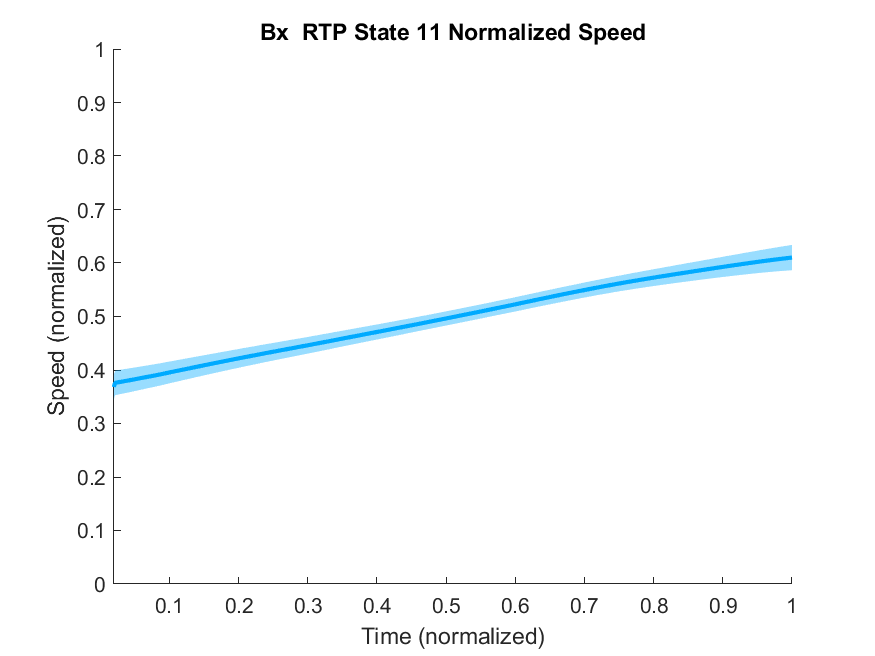 Bx  RTP State 11 Normalized Speed
1
0.9
0.8
0.7
0.6
0.5
0.4
0.3
0.2
0.1
0
Speed (normalized)
0.1 0.2 0.3 0.4 0.5 0.6 0.7 0.8 0.9 1
Time (normalized)